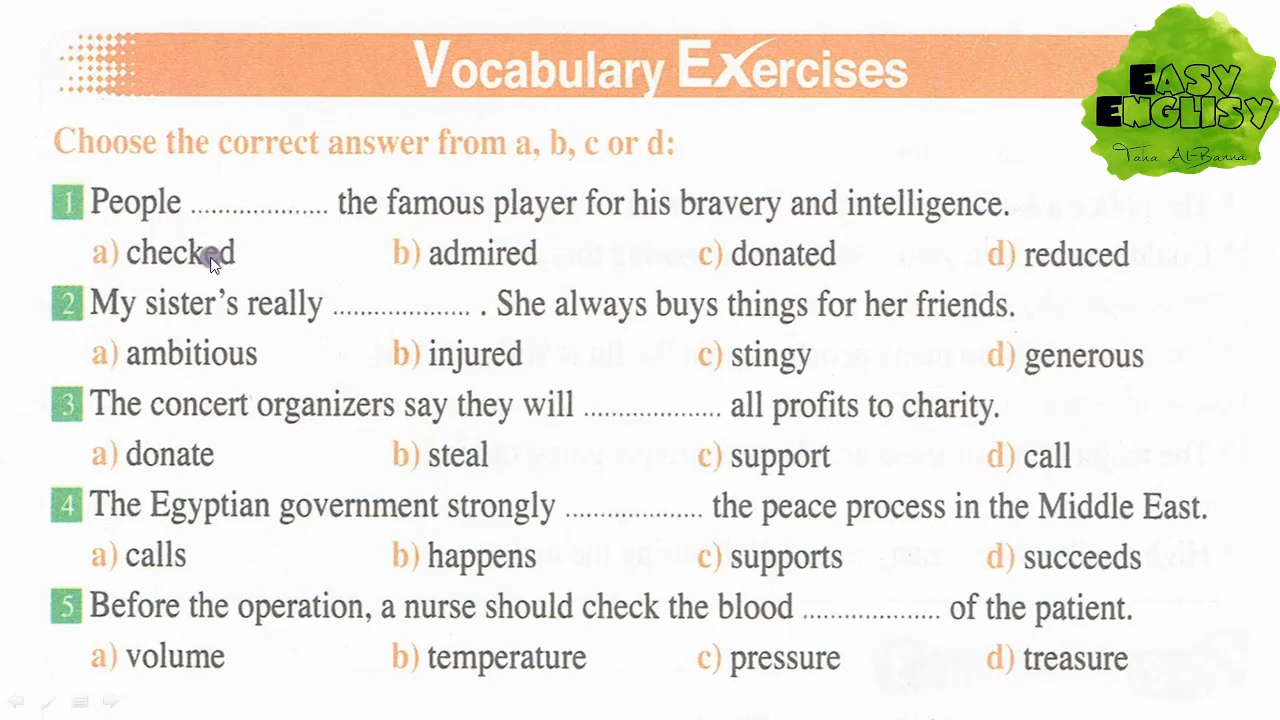 Vocabulary Exercises
EASY
ENGLISY
Taha Al-Banna
Choose the correct answer from a, b, c or d:
1 People .................... the famous player for his bravery and intelligence.
a) checked b) admired c) donated d) reduced
2 My sister's really .................... . She always buys things for her friends.
a) ambitious b) injured c) stingy d) generous
3 The concert organizers say they will .................... all profits to charity.
a) donate b) steal c) support d) call
4 The Egyptian government strongly .................... the peace process in the Middle East.
a) calls b) happens c) supports d) succeeds
5 Before the operation, a nurse should check the blood .................... of the patient.
a) volume b) temperature c) pressure d) treasure